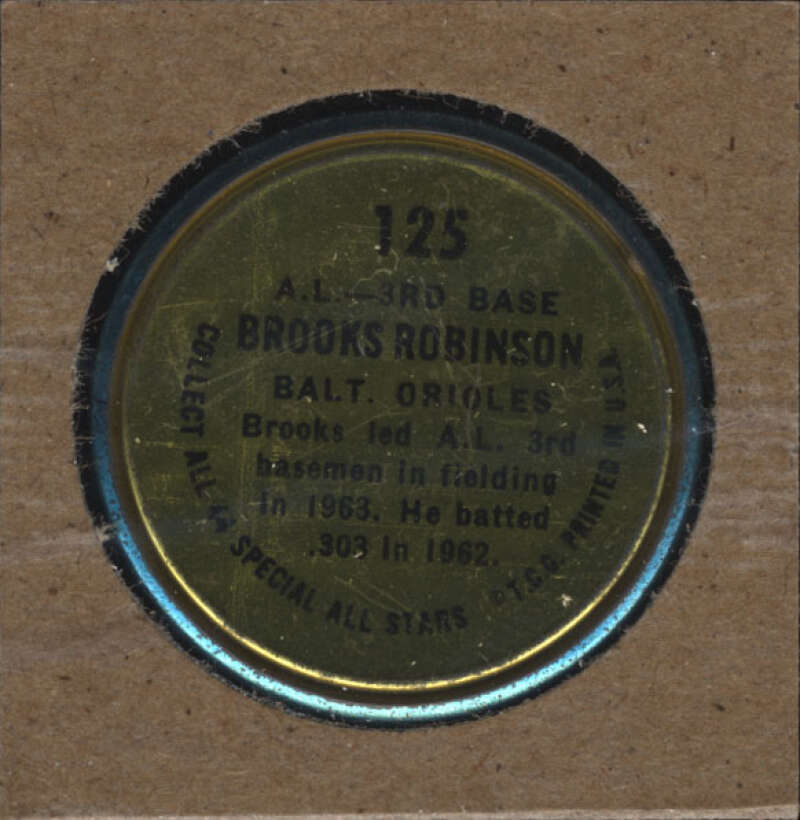 125
A.L.—3RD BASE
BROOKS ROBINSON
BALT. ORIOLES
Brooks led A.L. 3rd
basemen in fielding
in 1963. He batted
.303 in 1962.
COLLECT ALL 44 SPECIAL ALL STARS
©T.C.G. PRINTED IN U.S.A.